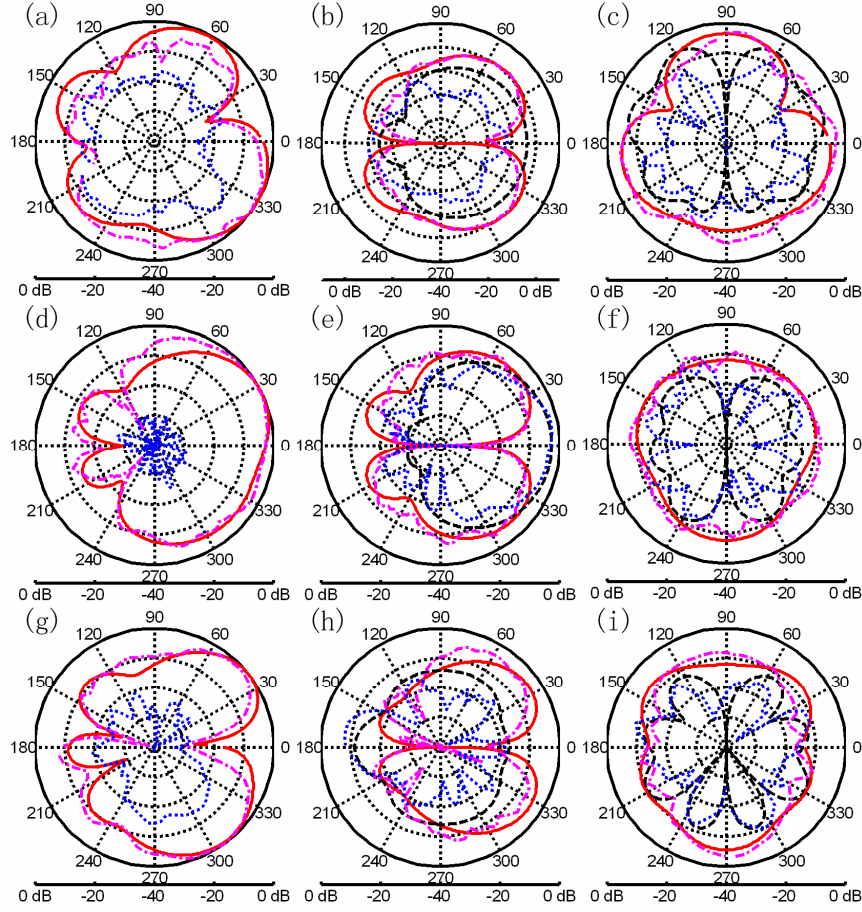 (a) 90 (b) 90 (c) 90
120 60 120 60 120 60
150 30 150 30 150 30
180 0 180 0 180 0
210 330 210 330 210 330
240 300 240 300 240 300
270 270 270
0 dB -20 -40 -20 0 dB 0 dB -20 -40 -20 0 dB 0 dB -20 -40 -20 0 dB
(d) 90 (e) 90 (f) 90
120 60 120 60 120 60
150 30 150 30 150 30
180 0 180 0 180 0
210 330 210 330 210 330
240 300 240 300 240 300
270 270 270
0 dB -20 -40 -20 0 dB 0 dB -20 -40 -20 0 dB 0 dB -20 -40 -20 0 dB
(g) 90 (h) 90 (i) 90
120 60 120 60 120 60
150 30 150 30 150 30
180 0 180 0 180 0
210 330 210 330 210 330
240 300 240 300 240 300
270 270 270
0 dB -20 -40 -20 0 dB 0 dB -20 -40 -20 0 dB 0 dB -20 -40 -20 0 dB